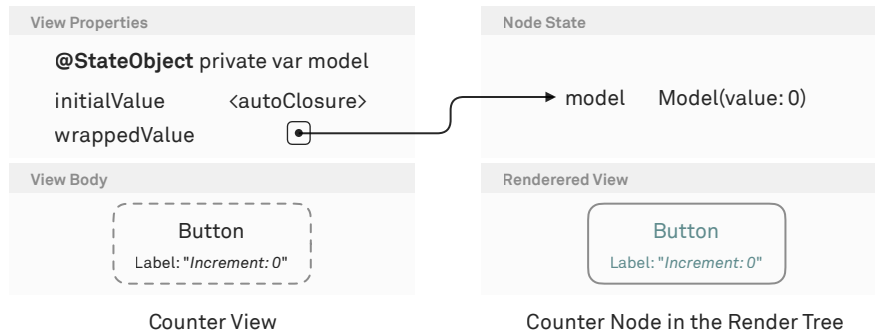 View Properties
@StateObject private var model
initialValue <autoClosure>
wrappedValue
Node State
model Model(value: 0)
View Body
Button
Label: "Increment: 0"
Renderered View
Button
Label: "Increment: 0"
Counter View
Counter Node in the Render Tree